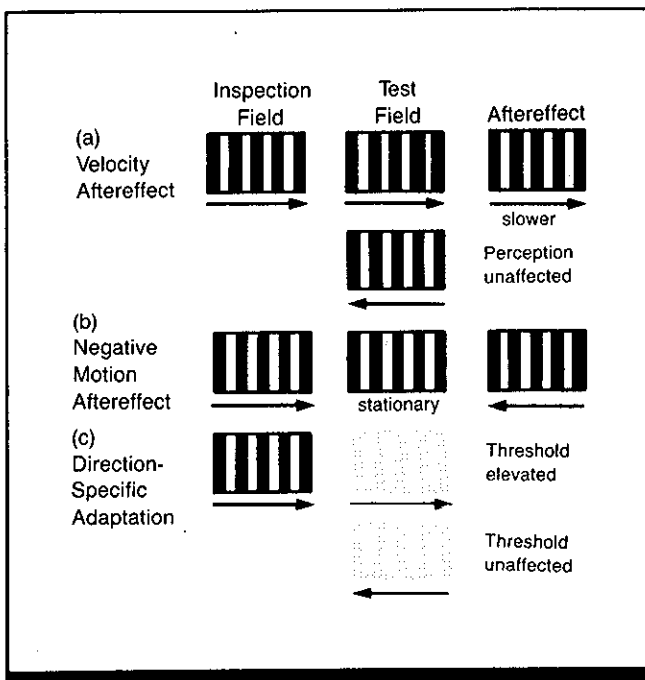 Inspection Field
Test Field
Aftereffect
(a)
Velocity
Aftereffect
slower
Perception
unaffected
(b)
Negative
Motion
Aftereffect
stationary
(c)
Direction-
Specific
Adaptation
Threshold
elevated
Threshold
unaffected